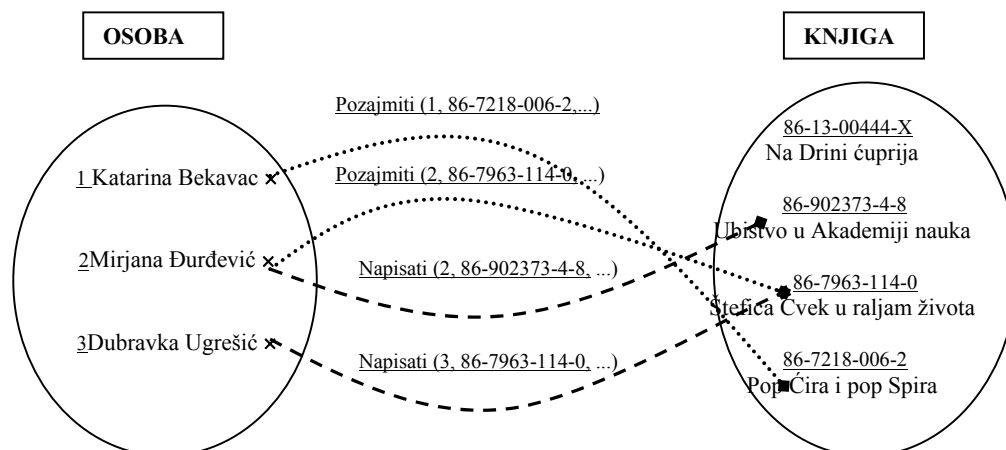 OSOBA
KNJIGA
Pozajmiti (1, 86-7218-006-2,...)
Pozajmiti (2, 86-7963-114-0, ...)
Napisati (2, 86-902373-4-8, ...)
Napisati (3, 86-7963-114-0, ...)
1 Katarina Bekavac
2Mirjana Đurđević
3Dubravka Ugrešić
86-13-00444-X
Na Drini ćuprija
86-902373-4-8
Ubistvo u Akademiji nauka
86-7963-114-0
Štefica Cvek u raljam života
86-7218-006-2
Pop Ćira i pop Spira